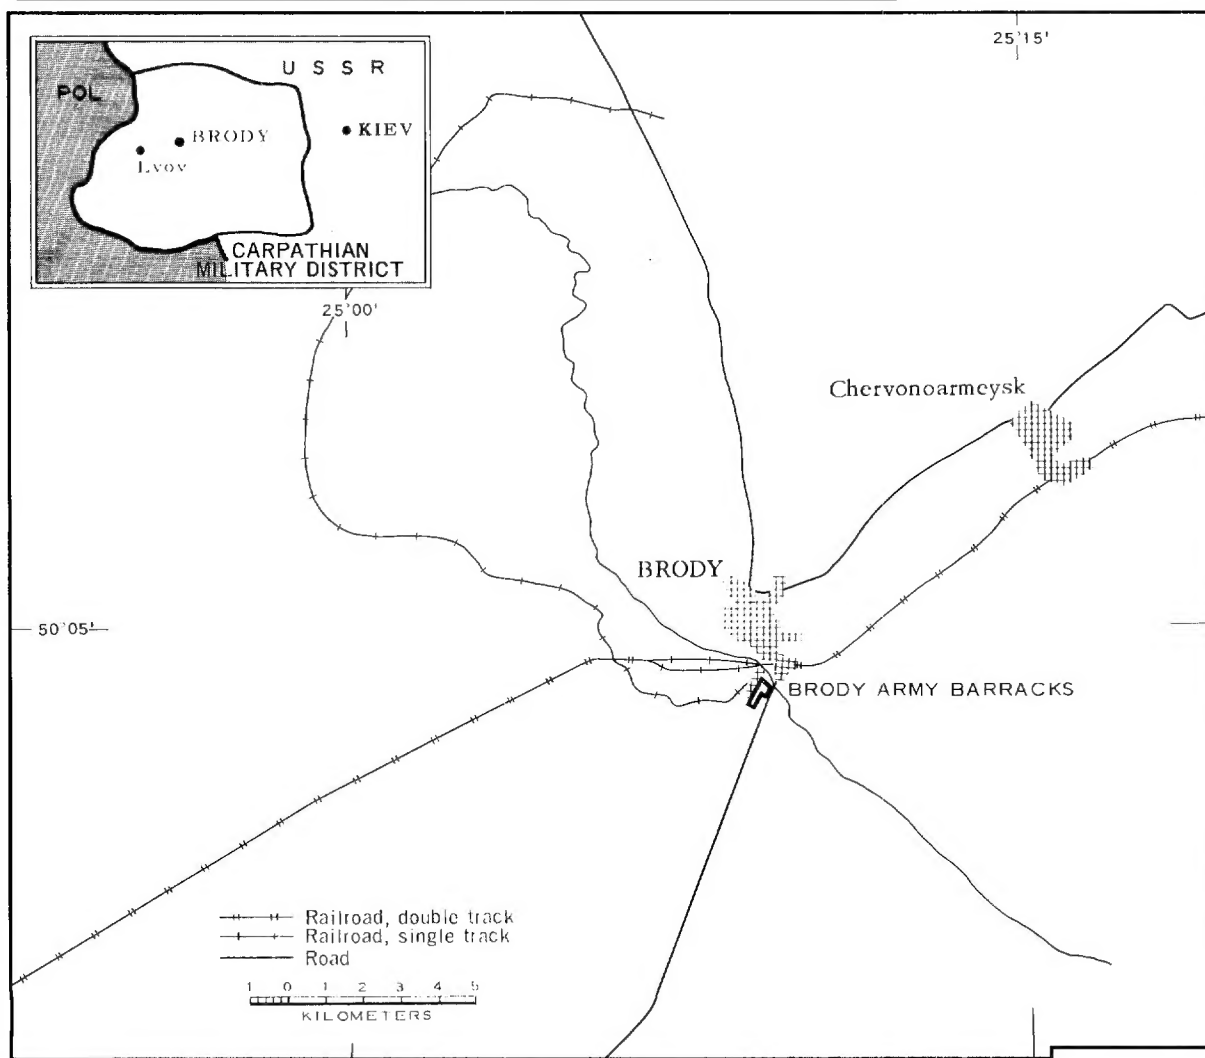 25°15'
U S S R
POL
KIEV
BRODY
Lvov
CARPATHIAN
MILITARY DISTRICT
25°00'
Chervonoarmeysk
BRODY
50°05'
BRODY ARMY BARRACKS
Railroad, double track
Railroad, single track
Road
1 0 1 2 3 4 5
KILOMETERS